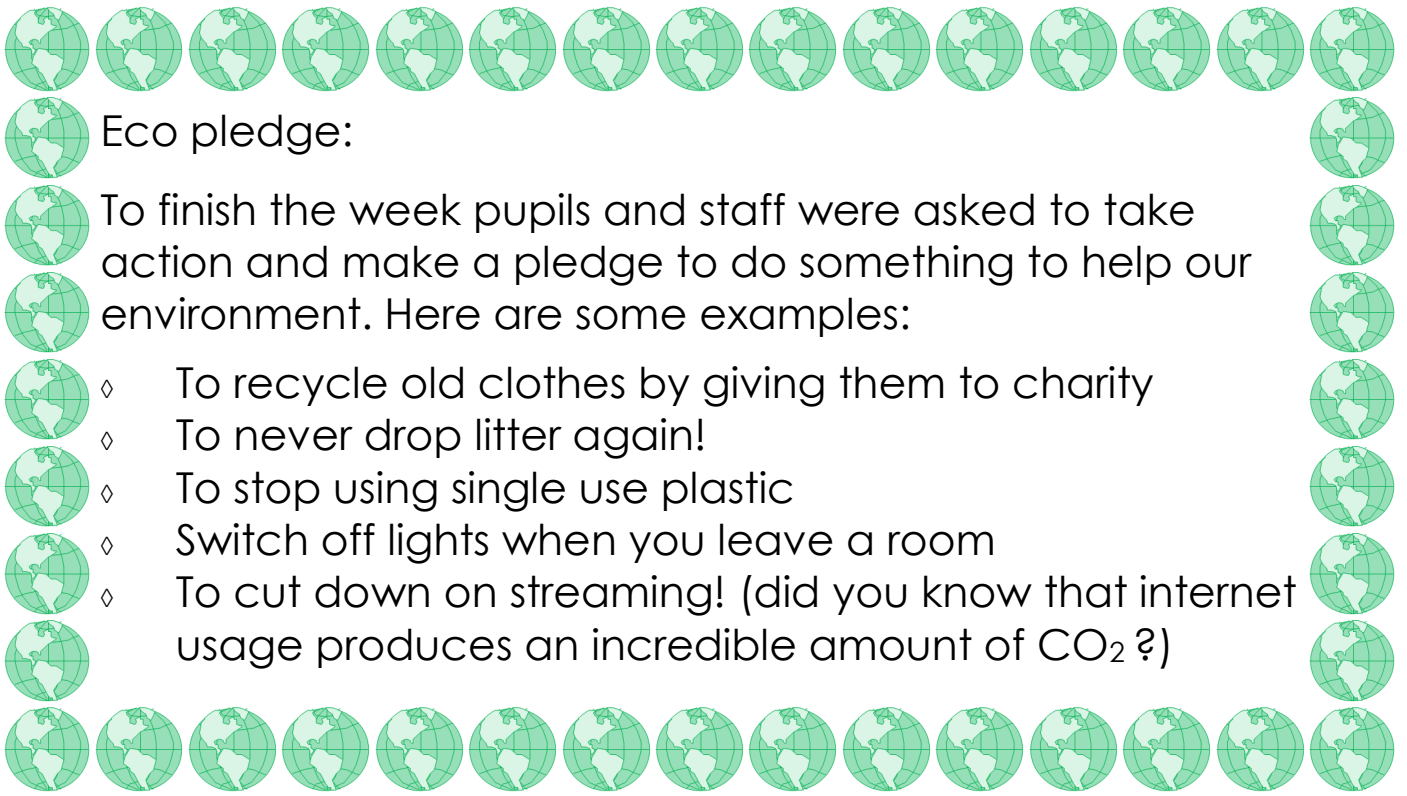 Eco pledge:
To finish the week pupils and staff were asked to take
action and make a pledge to do something to help our
environment. Here are some examples:
◊ To recycle old clothes by giving them to charity
◊ To never drop litter again!
◊ To stop using single use plastic
◊ Switch off lights when you leave a room
◊ To cut down on streaming! (did you know that internet
usage produces an incredible amount of CO₂ ?)